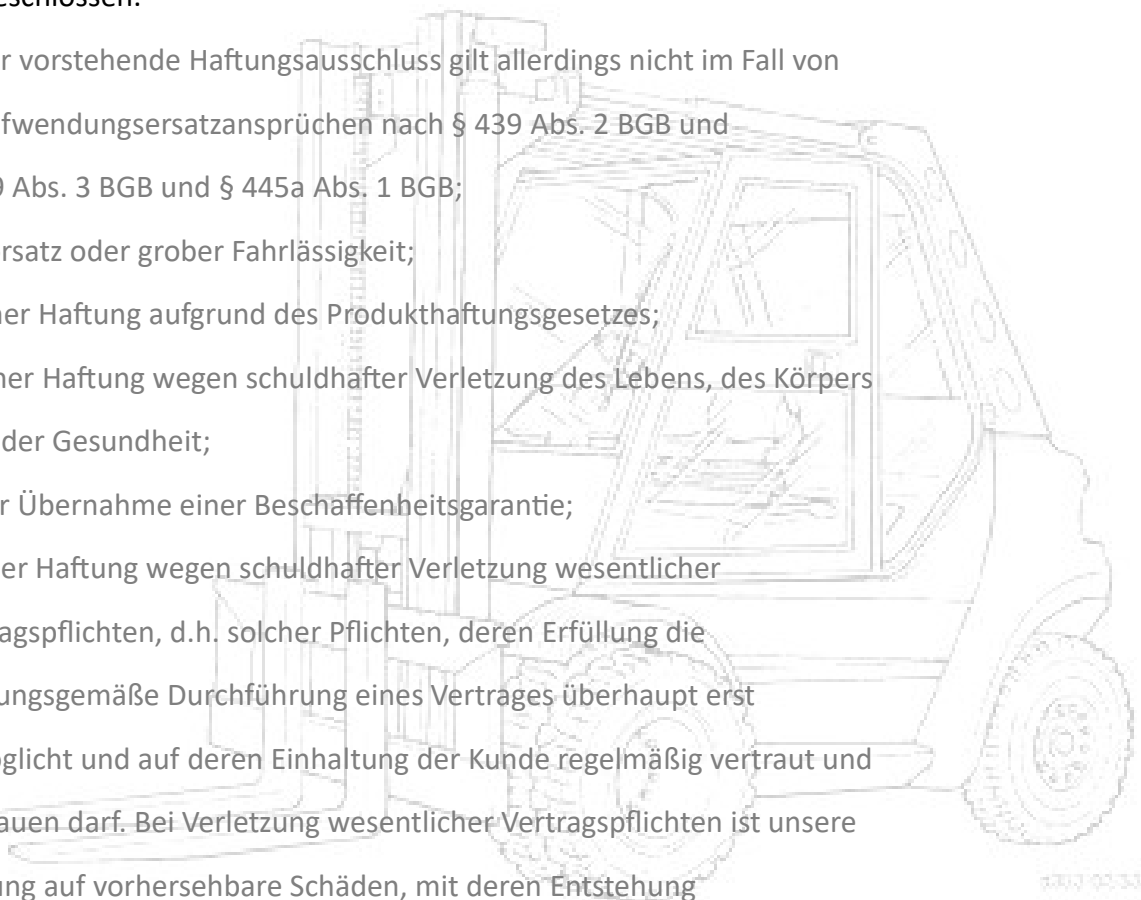 eschlossen.
r vorstehende Haftungsausschluss gilt allerdings nicht im Fall von
fwendungsersatzansprüchen nach § 439 Abs. 2 BGB und
9 Abs. 3 BGB und § 445a Abs. 1 BGB;
rsatz oder grober Fahrlässigkeit;
ner Haftung aufgrund des Produkthaftungsgesetzes;
ner Haftung wegen schuldhafter Verletzung des Lebens, des Körpers
der Gesundheit;
r Übernahme einer Beschaffenheitsgarantie;
er Haftung wegen schuldhafter Verletzung wesentlicher
agspflichten, d.h. solcher Pflichten, deren Erfüllung die
ungsgemäße Durchführung eines Vertrages überhaupt erst
öglicht und auf deren Einhaltung der Kunde regelmäßig vertraut und
auen darf. Bei Verletzung wesentlicher Vertragspflichten ist unsere
ung auf vorhersehbare Schäden, mit deren Entstehung